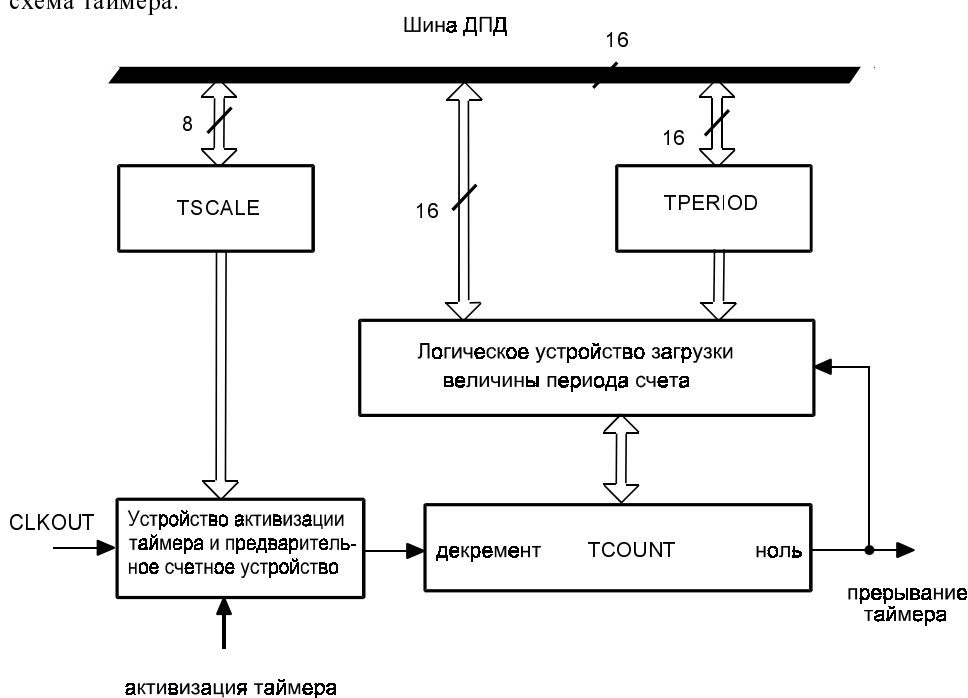 схема таймера.
Шина ДПД
16
8
16
16
TSCALE
TPERIOD
Логическое устройство загрузки
величины периода счета
CLKOUT
Устройство активизации
таймера и предваритель-
ное счетное устройство
декремент TCOUNT ноль
прерывание
таймера
активизация таймера